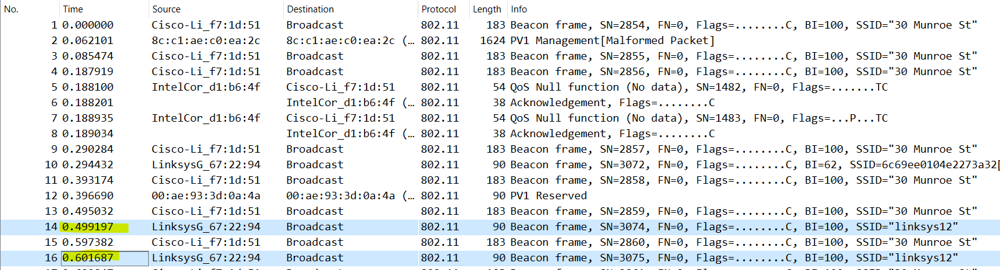 No. Time Source Destination Protocol Length Info
1 0.000000 Cisco-Li_f7:1d:51 Broadcast 802.11 183 Beacon frame, SN=2854, FN=0, Flags=........C, BI=100, SSID="30 Munroe St"
2 0.062101 8c:c1:ae:c0:ea:2c 8c:c1:ae:c0:ea:2c (… 802.11 1624 PV1 Management[Malformed Packet]
3 0.085474 Cisco-Li_f7:1d:51 Broadcast 802.11 183 Beacon frame, SN=2855, FN=0, Flags=........C, BI=100, SSID="30 Munroe St"
4 0.187919 Cisco-Li_f7:1d:51 Broadcast 802.11 183 Beacon frame, SN=2856, FN=0, Flags=........C, BI=100, SSID="30 Munroe St"
5 0.188100 IntelCor_d1:b6:4f Cisco-Li_f7:1d:51 802.11 54 QoS Null function (No data), SN=1482, FN=0, Flags=.......TC
6 0.188201 IntelCor_d1:b6:4f (… 802.11 38 Acknowledgement, Flags=........C
7 0.188935 IntelCor_d1:b6:4f Cisco-Li_f7:1d:51 802.11 54 QoS Null function (No data), SN=1483, FN=0, Flags=...P...TC
8 0.189034 IntelCor_d1:b6:4f (… 802.11 38 Acknowledgement, Flags=........C
9 0.290284 Cisco-Li_f7:1d:51 Broadcast 802.11 183 Beacon frame, SN=2857, FN=0, Flags=........C, BI=100, SSID="30 Munroe St"
10 0.294432 LinksysG_67:22:94 Broadcast 802.11 90 Beacon frame, SN=3072, FN=0, Flags=........C, BI=62, SSID=6c69ee0104e2273a32[
11 0.393174 Cisco-Li_f7:1d:51 Broadcast 802.11 183 Beacon frame, SN=2858, FN=0, Flags=........C, BI=100, SSID="30 Munroe St"
12 0.396690 00:ae:93:3d:0a:4a 00:ae:93:3d:0a:4a (… 802.11 90 PV1 Reserved
13 0.495032 Cisco-Li_f7:1d:51 Broadcast 802.11 183 Beacon frame, SN=2859, FN=0, Flags=........C, BI=100, SSID="30 Munroe St"
14 0.499197 LinksysG_67:22:94 Broadcast 802.11 90 Beacon frame, SN=3074, FN=0, Flags=........C, BI=100, SSID="linksys12"
15 0.597382 Cisco-Li_f7:1d:51 Broadcast 802.11 183 Beacon frame, SN=2860, FN=0, Flags=........C, BI=100, SSID="30 Munroe St"
16 0.601687 LinksysG_67:22:94 Broadcast 802.11 90 Beacon frame, SN=3075, FN=0, Flags=........C, BI=100, SSID="linksys12"